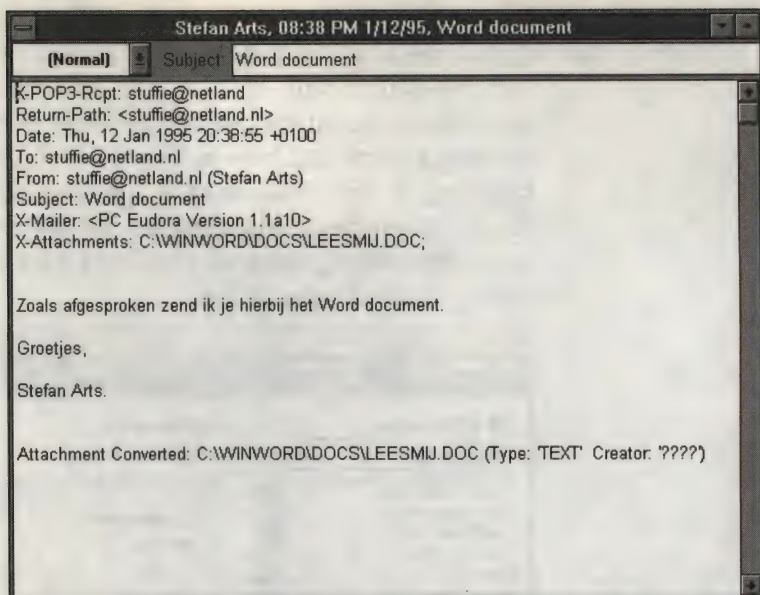 Stefan Arts, 08:38 PM 1/12/95, Word document
(Normal) Subject: Word document
X-POP3-Rcpt: stuffie@netland
Return-Path: <stuffie@netland.nl>
Date: Thu, 12 Jan 1995 20:38:55 +0100
To: stuffie@netland.nl
From: stuffie@netland.nl (Stefan Arts)
Subject: Word document
X-Mailer: <PC Eudora Version 1.1a10>
X-Attachments: C:\WINWORD\DOCS\LEESMIJ.DOC;
Zoals afgesproken zend ik je hierbij het Word document.
Groetjes,
Stefan Arts.
Attachment Converted: C:\WINWORD\DOCS\LEESMIJ.DOC (Type: 'TEXT' Creator: '????')